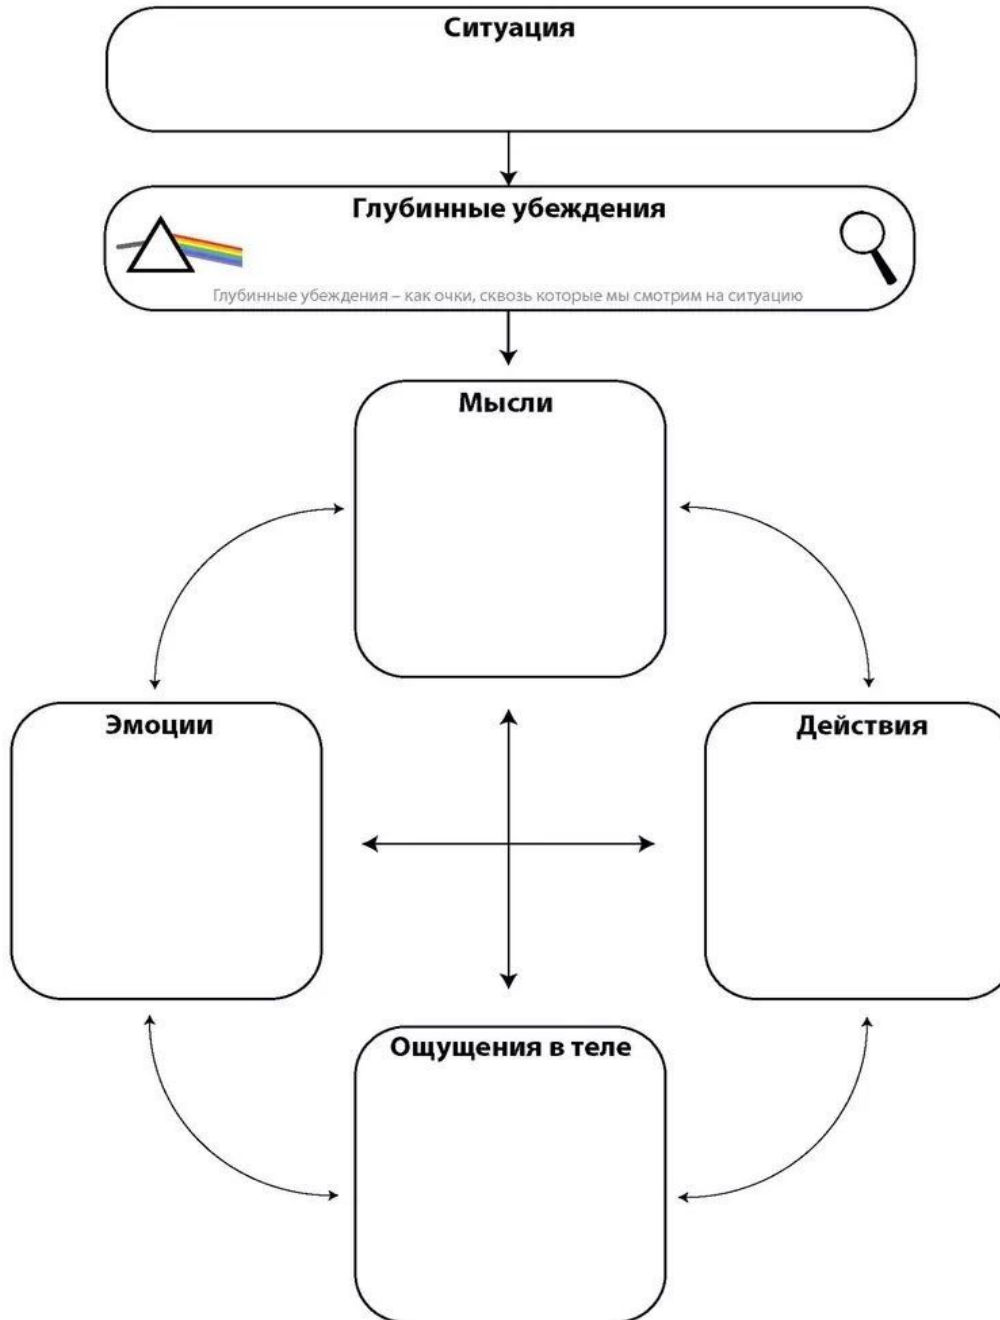 Ситуация
Глубинные убеждения
Глубинные убеждения – как очки, сквозь которые мы смотрим на ситуацию
Мысли
Эмоции
Действия
Ощущения в теле